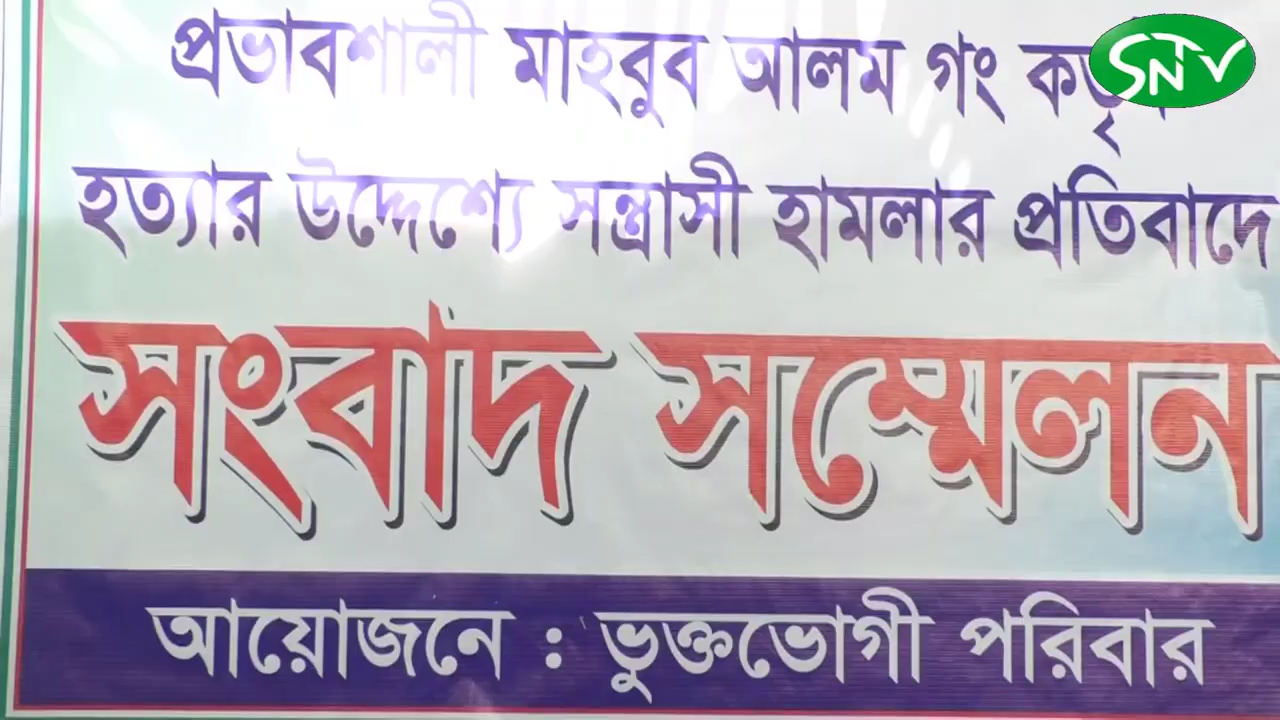 প্রভাবশালী মাহবুব আলম গং
SNTV
হত্যার উদ্দেশ্যে সন্ত্রাসী হামলার প্রতিবাদে
সংবাদ সম্মেলন
আয়োজনে : ভুক্তভোগী পরিবার